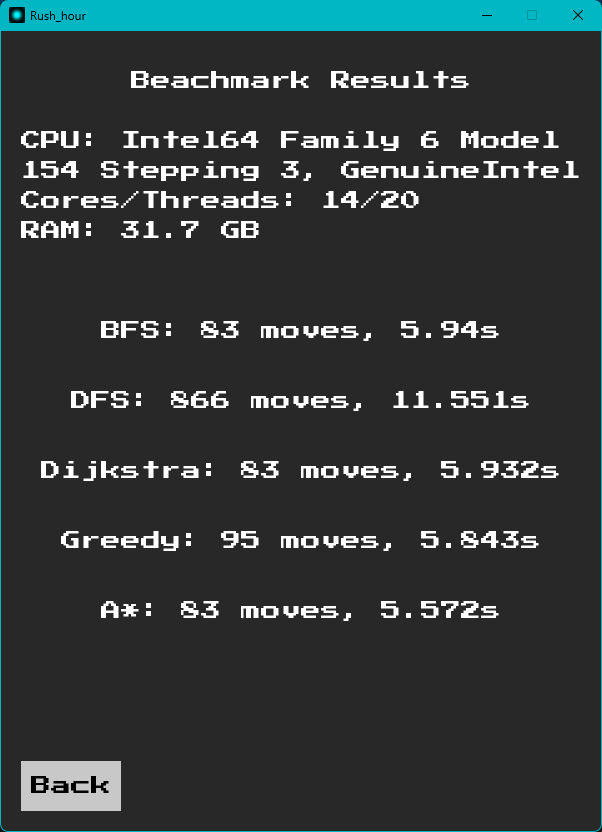 Rush_hour
Beachmark Results
CPU: Intel64 Family 6 Model
154 Stepping 3, GenuineIntel
Cores/Threads: 14/20
RAM: 31.7 GB
BFS: 83 moves, 5.94s
DFS: 866 moves, 11.551s
Dijkstra: 83 moves, 5.932s
Greedy: 95 moves, 5.843s
A*: 83 moves, 5.572s
Back